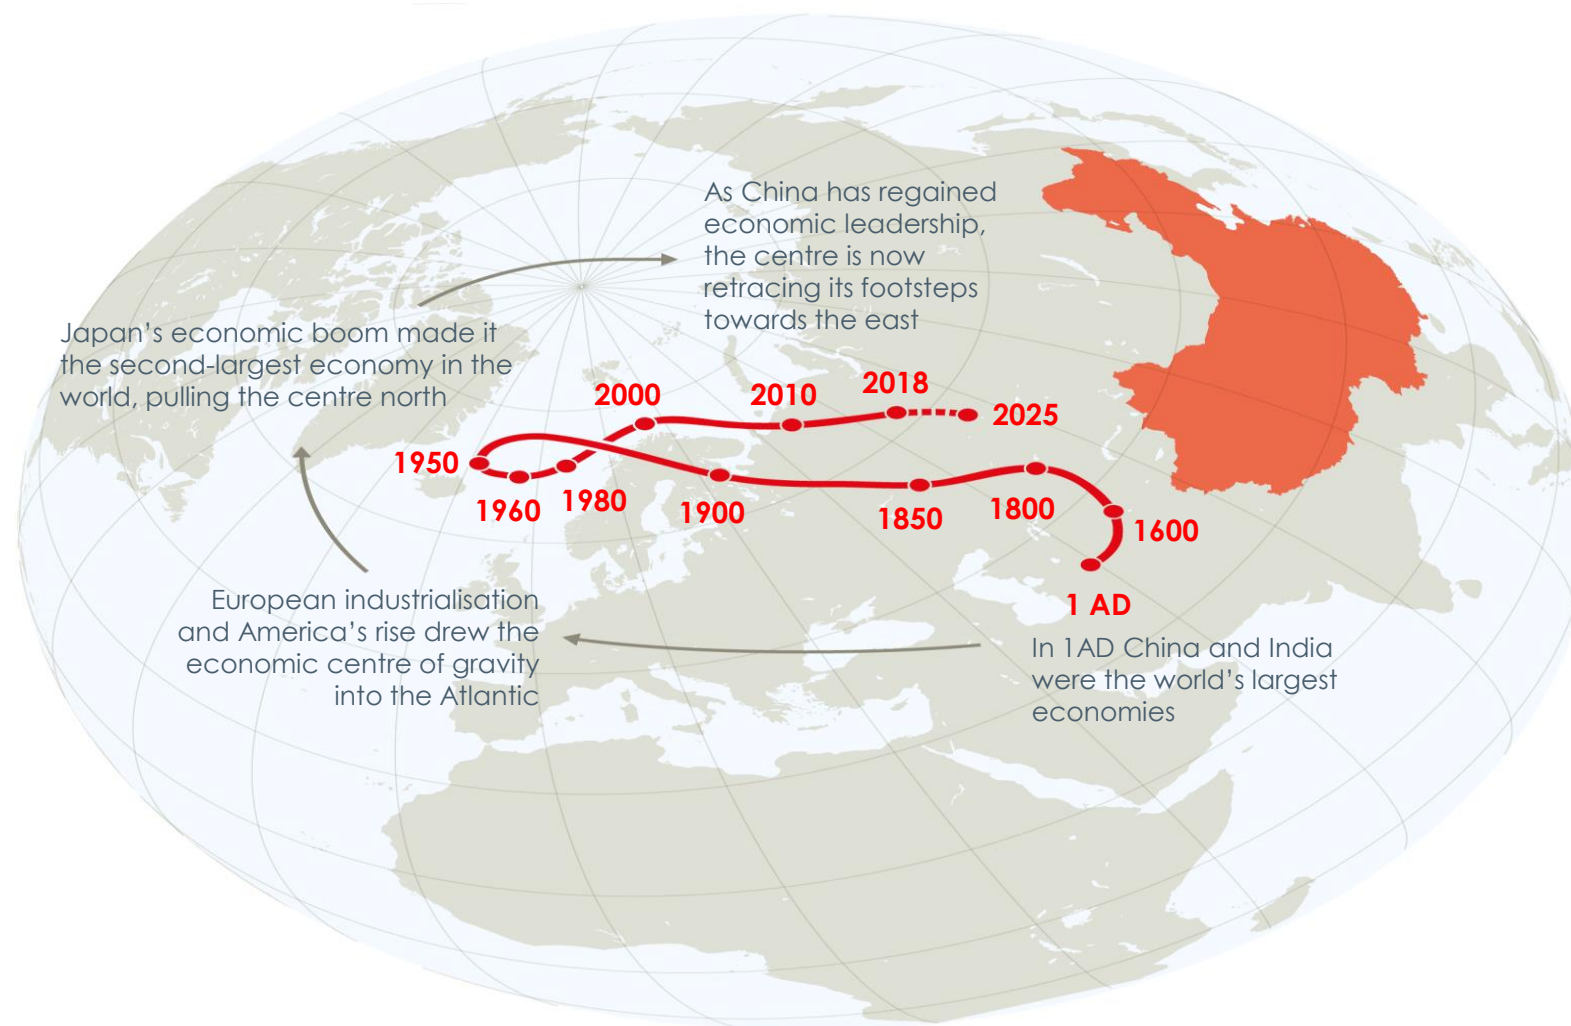 As China has regained
economic leadership,
the centre is now
retracing its footsteps
towards the east
Japan’s economic boom made it
the second-largest economy in the
world, pulling the centre north
2000
2010
2018
2025
1950
1960
1980
1900
1850
1800
1600
1 AD
European industrialisation
and America’s rise drew the
economic centre of gravity
into the Atlantic
In 1AD China and India
were the world’s largest
economies